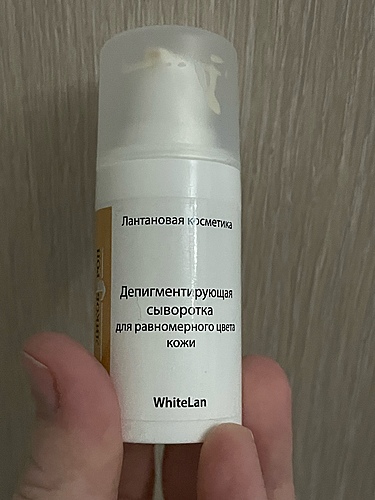 Лантановая косметика
Депигментирующая
сыворотка
для равномерного цвета
кожи
WhiteLan